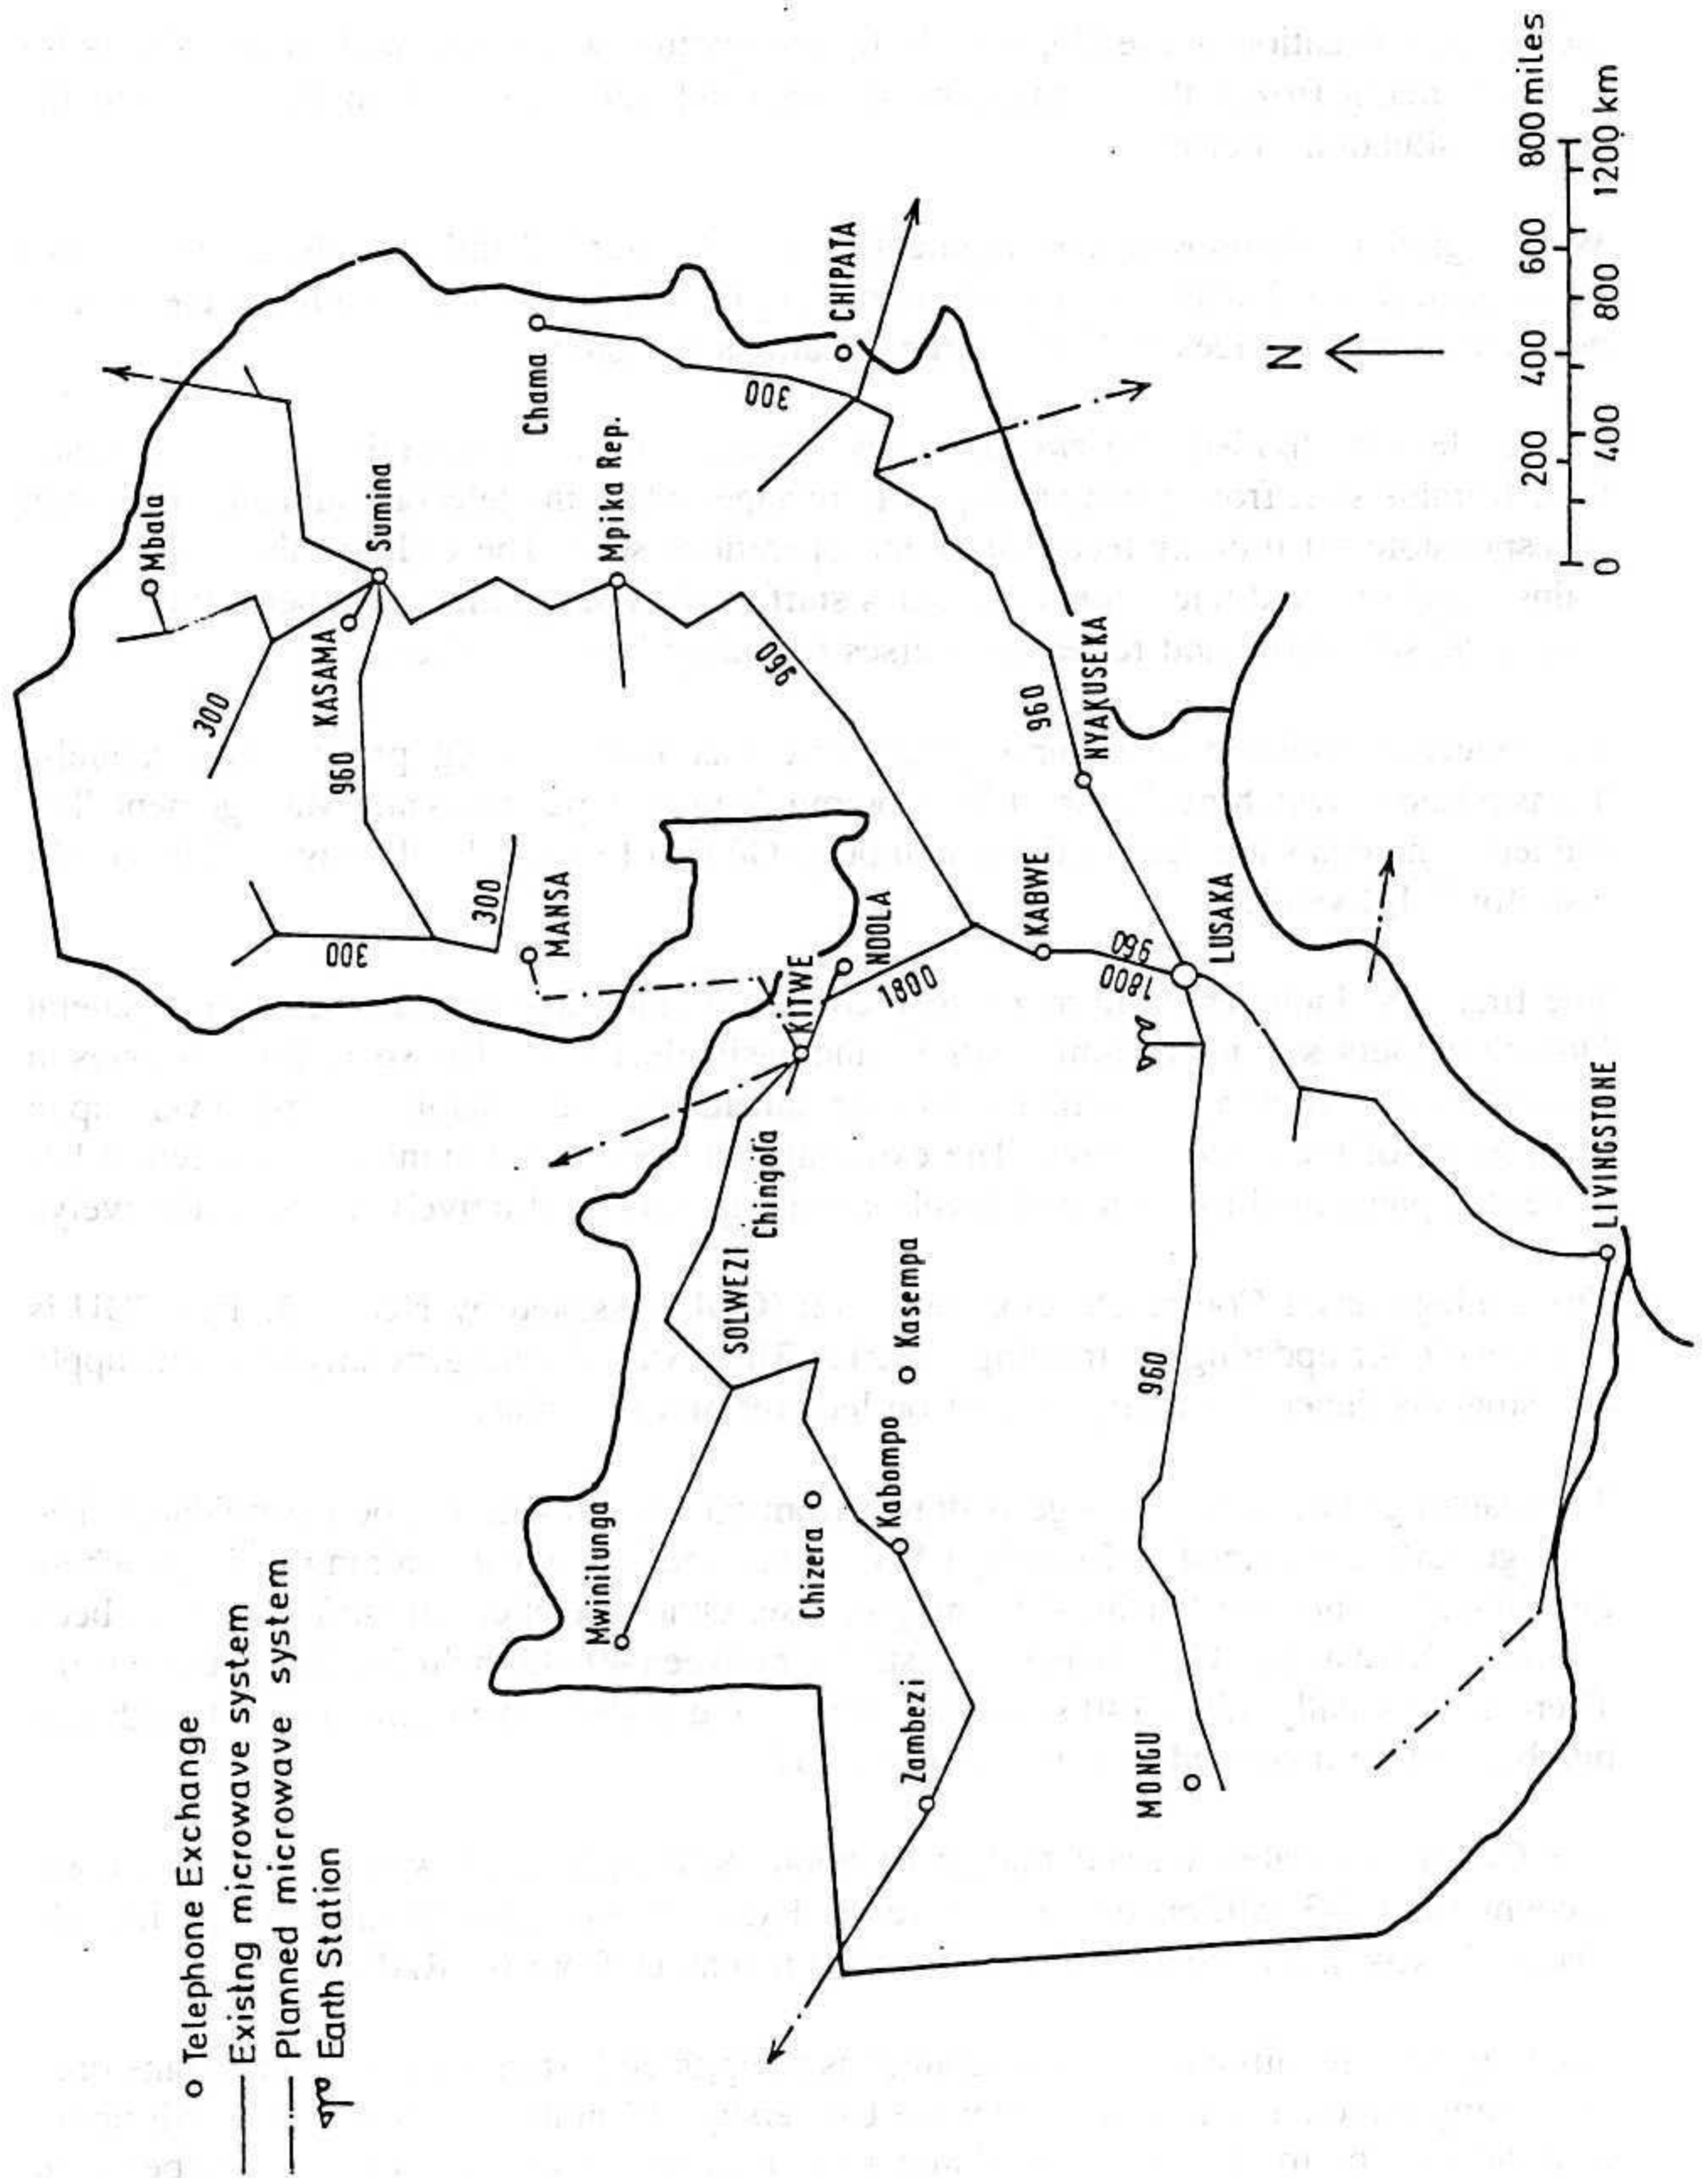 o Telephone Exchange
Existng microwave system
Planned microwave system
Earth Station
Mbala
300
Sumina
KASAMA
960
300
300
MANSA
Chama
Mpika Rep.
960
300
CHIPATA
Mwinilunga
SOLWEZI
Chingola
KITWE
NDOLA
1800
Chizera
Kabompo
Kasempa
Zambezi
KABWE
960
1800
960
NYAKUSEKA
LUSAKA
MONGU
960
LIVINGSTONE
N
200 400 600 800 miles
0 400 800 1200 km